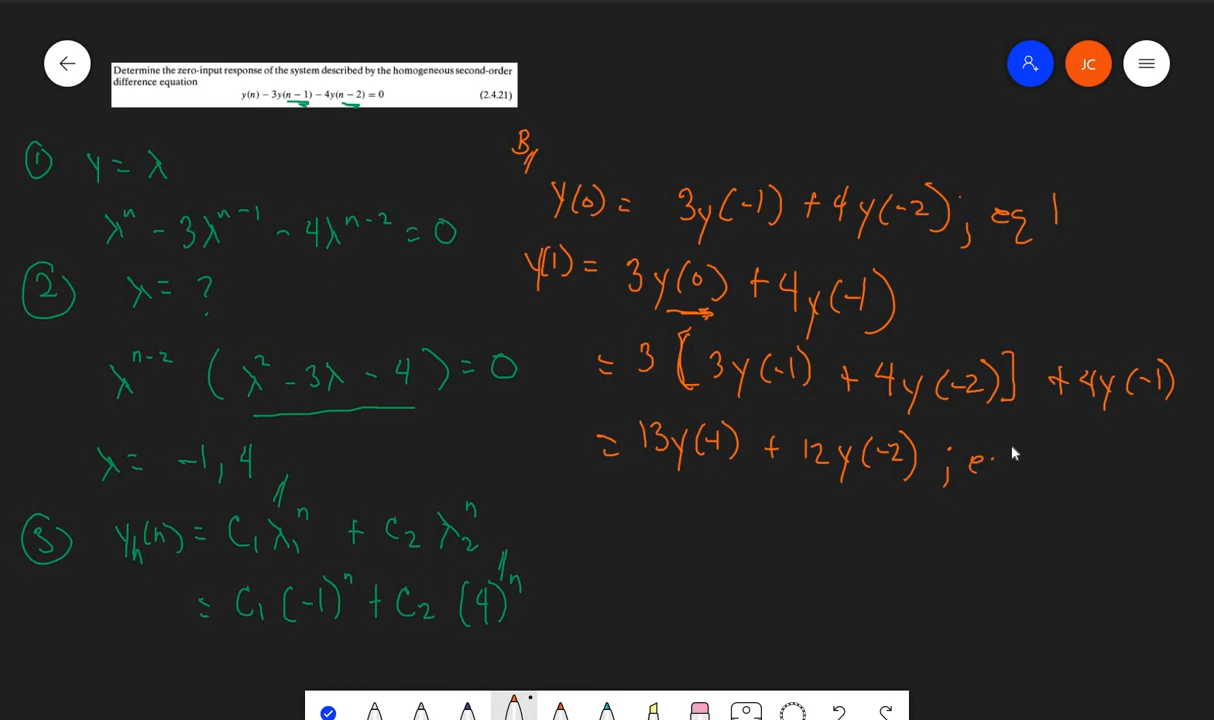 JC
Determine the zero-input response of the system described by the homogeneous second-order
difference equation
y(n) − 3y(n − 1) − 4y(n − 2) = 0 (2.4.21)
① y = λ
λⁿ - 3λⁿ⁻¹ - 4λⁿ⁻² = 0
② λ = ?
λⁿ⁻² (λ² - 3λ - 4) = 0
λ = -1, 4
③ yₕ(n) = C₁λ₁ⁿ + C₂λ₂ⁿ
= C₁(-1)ⁿ + C₂(4)ⁿ
B
y(0) = 3y(-1) + 4y(-2); eq 1
y(1) = 3y(0) + 4y(-1)
= 3[3y(-1) + 4y(-2)] + 4y(-1)
= 13y(-1) + 12y(-2); e